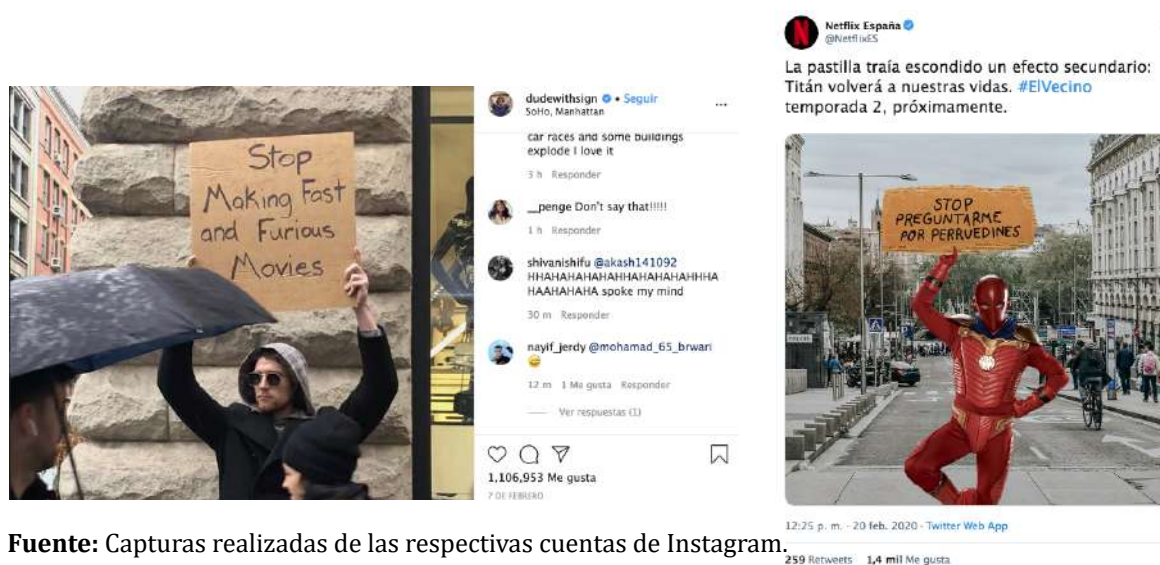 Stop
Making Fast
and Furious
Movies
dudewithsign • Seguir
SoHo, Manhattan
...
car races and some buildings
explode I love it
3 h Responder
__penge Don't say that!!!!!
1 h Responder
shivanishifu @akash141092
HHAHAHAHAHAHHAHAHAHAHHHA
HAAHAHAHA spoke my mind
30 m Responder
nayif_jerdy @mohamad_65_brwari
😅
12 m 1 Me gusta Responder
Ver respuestas (1)
1,106,953 Me gusta
7 DE FEBRERO
Netflix España
@NetflixES
La pastilla traía escondido un efecto secundario:
Titán volverá a nuestras vidas. #ElVecino
temporada 2, próximamente.
STOP
PREGUNTARME
POR PERRUEDINES
12:25 p. m. · 20 feb. 2020 · Twitter Web App
259 Retweets 1,4 mil Me gusta
Fuente: Capturas realizadas de las respectivas cuentas de Instagram.